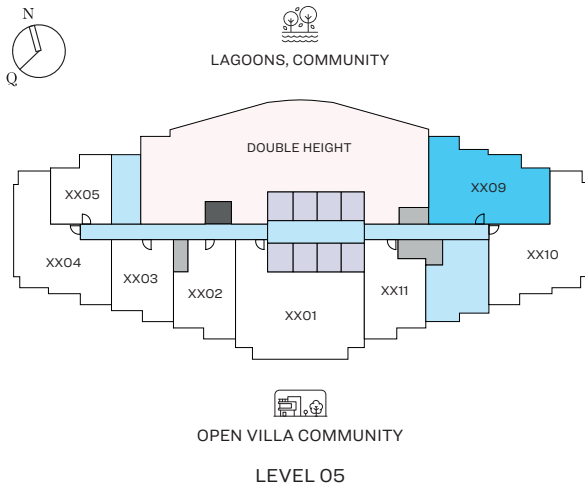 N
Q
LAGOONS, COMMUNITY
DOUBLE HEIGHT
XX05
XX09
XX04
XX10
XX03
XX02
XX11
XX01
OPEN VILLA COMMUNITY
LEVEL 05